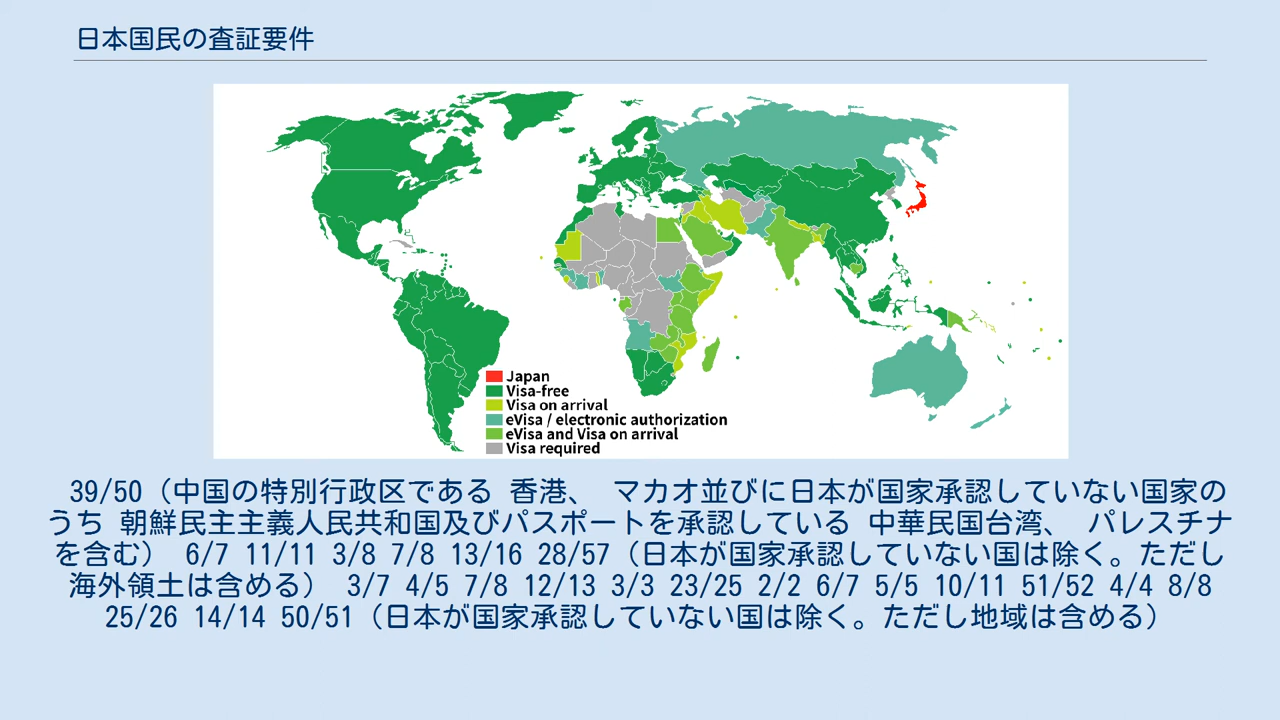 日本国民の査証要件
Japan
Visa-free
Visa on arrival
eVisa / electronic authorization
eVisa and Visa on arrival
Visa required
39/50（中国の特別行政区である 香港、 マカオ並びに日本が国家承認していない国家の
うち 朝鮮民主主義人民共和国及びパスポートを承認している 中華民国台湾、 パレスチナ
を含む） 6/7 11/11 3/8 7/8 13/16 28/57（日本が国家承認していない国は除く。ただし
海外領土は含める） 3/7 4/5 7/8 12/13 3/3 23/25 2/2 6/7 5/5 10/11 51/52 4/4 8/8
25/26 14/14 50/51（日本が国家承認していない国は除く。ただし地域は含める）